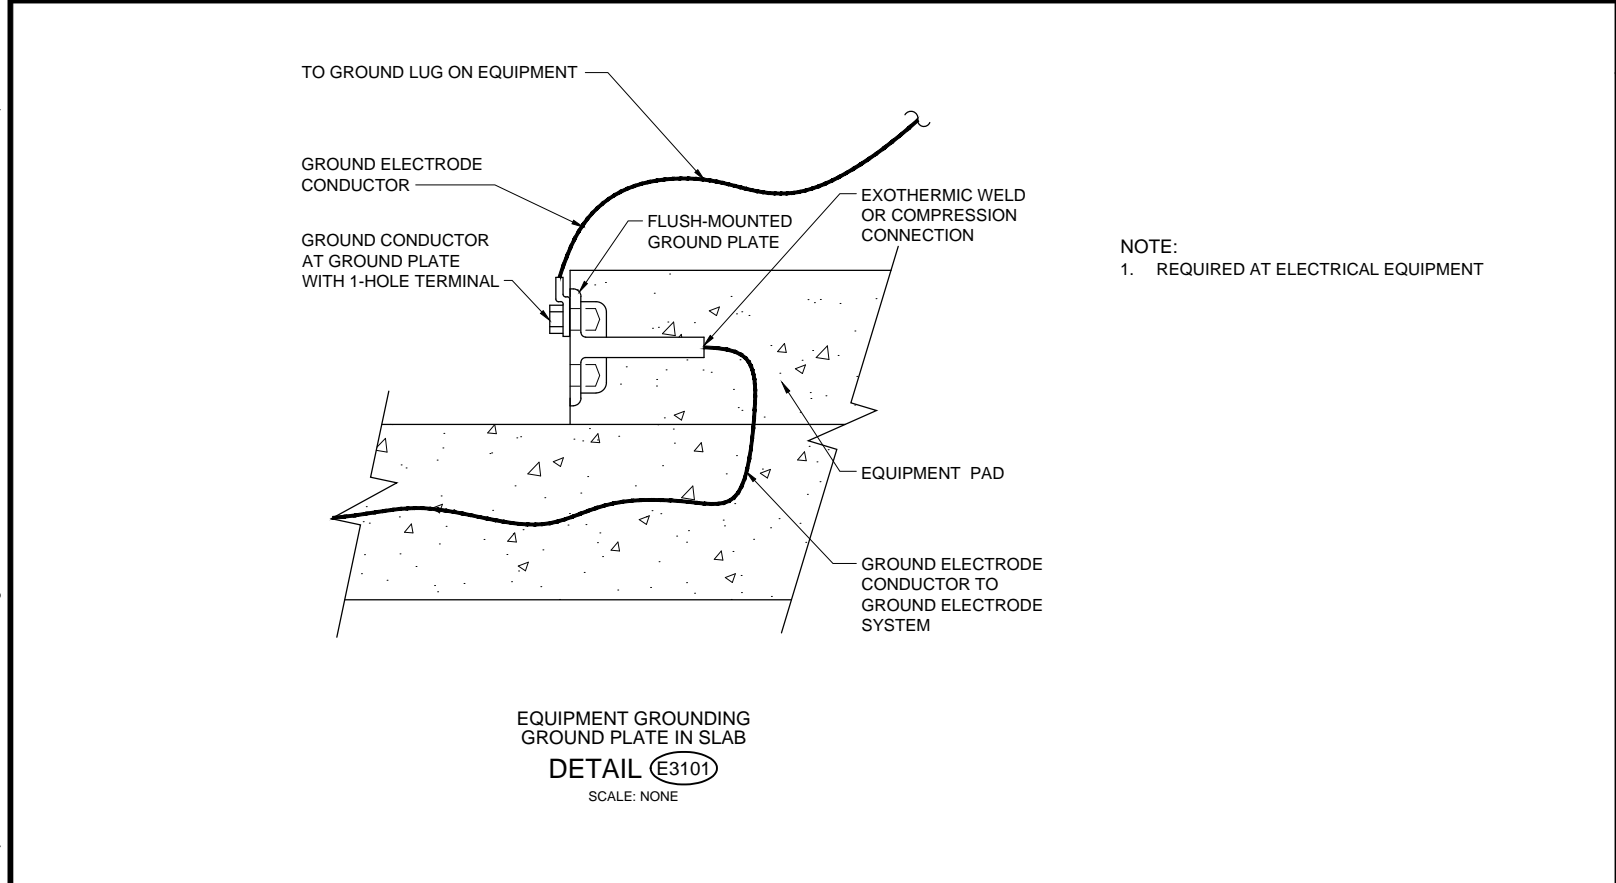 TO GROUND LUG ON EQUIPMENT
GROUND ELECTRODE
CONDUCTOR
GROUND CONDUCTOR
AT GROUND PLATE
WITH 1-HOLE TERMINAL
FLUSH-MOUNTED
GROUND PLATE
EXOTHERMIC WELD
OR COMPRESSION
CONNECTION
NOTE:
1. REQUIRED AT ELECTRICAL EQUIPMENT
EQUIPMENT PAD
GROUND ELECTRODE
CONDUCTOR TO
GROUND ELECTRODE
SYSTEM
EQUIPMENT GROUNDING
GROUND PLATE IN SLAB
DETAIL E3101
SCALE: NONE